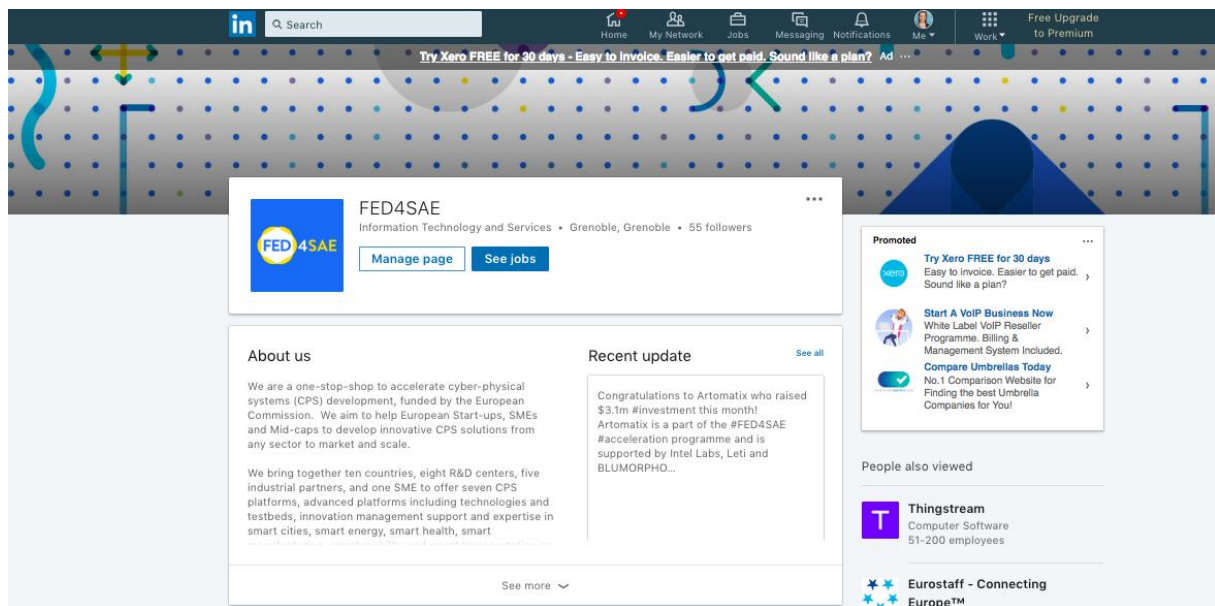 in
Search
Home
My Network
Jobs
Messaging
Notifications
Me
Work
Free Upgrade
to Premium
Try Xero FREE for 30 days - Easy to invoice. Easier to get paid. Sound like a plan? Ad ...
FED4SAE
FED4SAE
Information Technology and Services • Grenoble, Grenoble • 55 followers
Manage page
See jobs
About us
We are a one-stop-shop to accelerate cyber-physical
systems (CPS) development, funded by the European
Commission. We aim to help European Start-ups, SMEs
and Mid-caps to develop innovative CPS solutions from
any sector to market and scale.
We bring together ten countries, eight R&D centers, five
industrial partners, and one SME to offer seven CPS
platforms, advanced platforms including technologies and
testbeds, innovation management support and expertise in
smart cities, smart energy, smart health, smart
Recent update
See all
Congratulations to Artomatix who raised
$3.1m #investment this month!
Artomatix is a part of the #FED4SAE
#acceleration programme and is
supported by Intel Labs, Leti and
BLUMORPHO...
See more
Promoted
xero
Try Xero FREE for 30 days
Easy to invoice. Easier to get paid.
Sound like a plan?
Start A VoIP Business Now
White Label VoIP Reseller
Programme. Billing &
Management System Included.
Compare Umbrellas Today
No.1 Comparison Website for
Finding the best Umbrella
Companies for You!
People also viewed
T
Thingstream
Computer Software
51-200 employees
Eurostaff - Connecting
Europe™